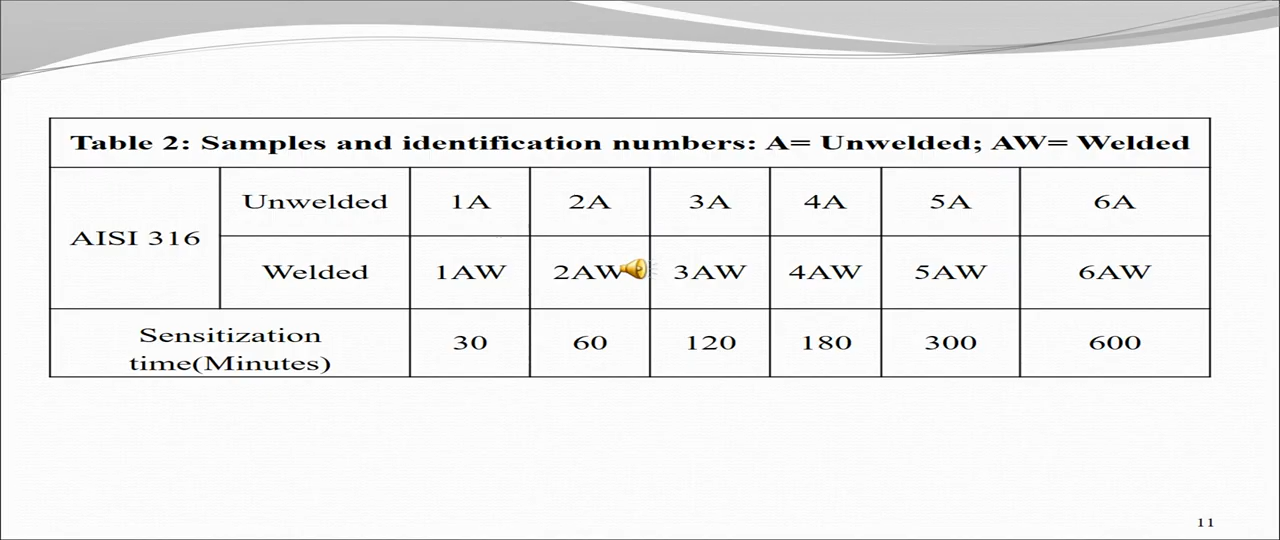 Table 2: Samples and identification numbers: A= Unwelded; AW= Welded
AISI 316
Unwelded 1A 2A 3A 4A 5A 6A
Welded 1AW 2AW 3AW 4AW 5AW 6AW
Sensitization
time(Minutes) 30 60 120 180 300 600
11